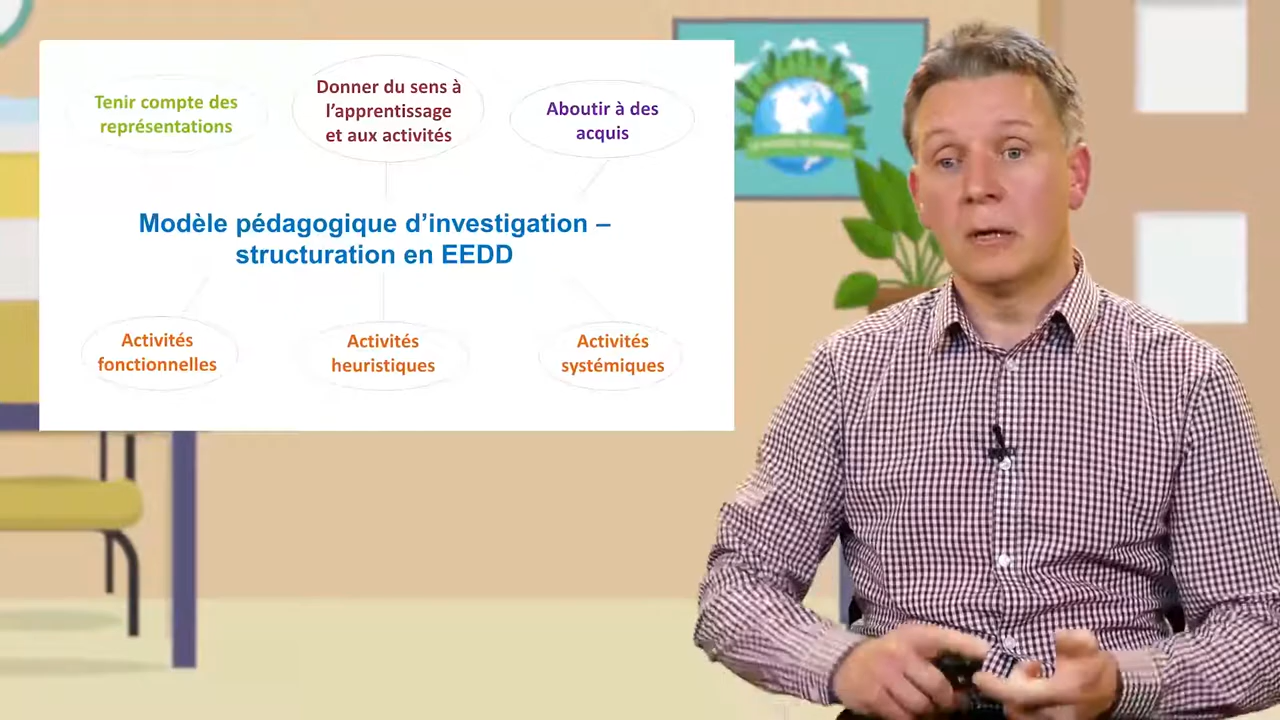 Tenir compte des
représentations
Donner du sens à
l’apprentissage
et aux activités
Aboutir à des
acquis
Modèle pédagogique d’investigation –
structuration en EEDD
Activités
fonctionnelles
Activités
heuristiques
Activités
systémiques